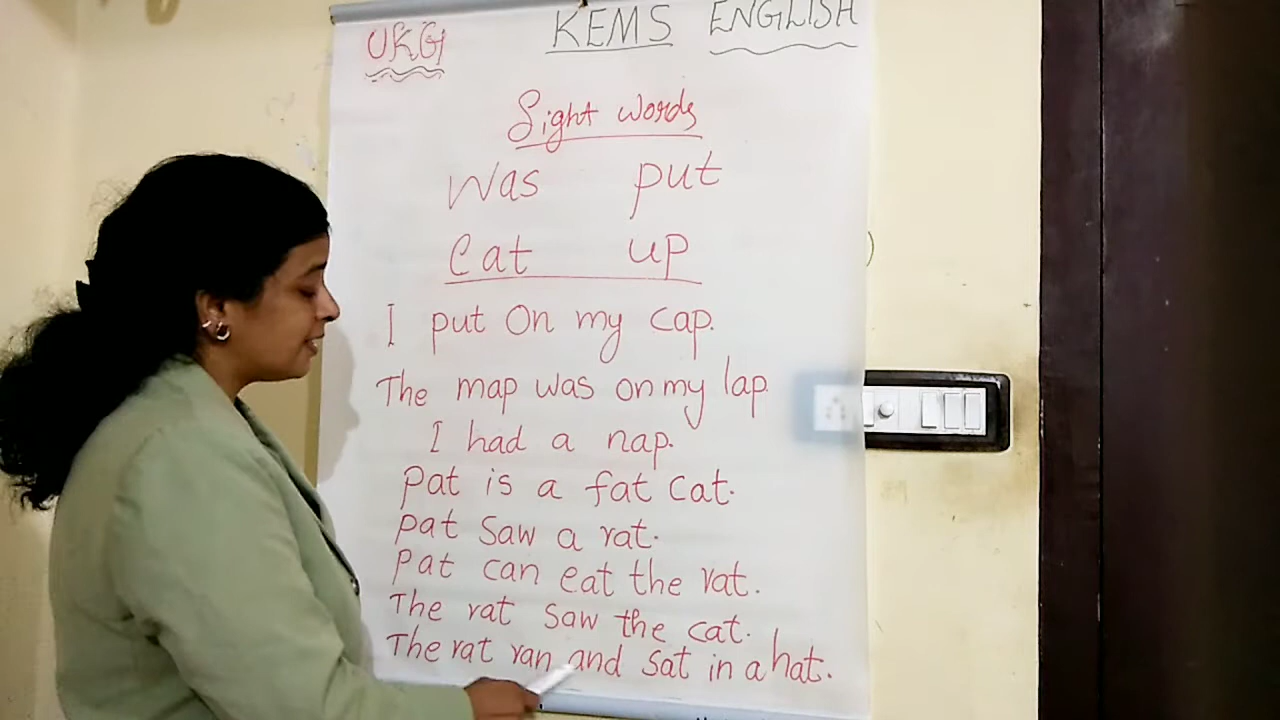 UKG KEMS ENGLISH
Sight words
was put
Eat up
I put on my cap.
The map was on my lap.
I had a nap.
Pat is a fat cat.
Pat saw a rat.
Pat can eat the rat.
The rat saw the cat.
The rat ran and sat in a hat.